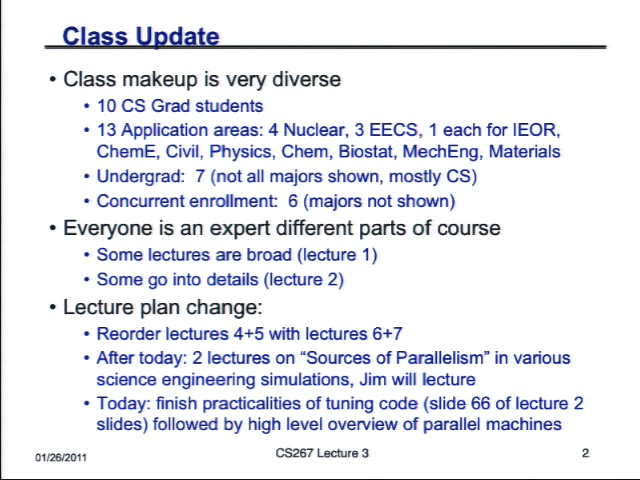 Class Update
• Class makeup is very diverse
• 10 CS Grad students
• 13 Application areas: 4 Nuclear, 3 EECS, 1 each for IEOR,
ChemE, Civil, Physics, Chem, Biostat, MechEng, Materials
• Undergrad: 7 (not all majors shown, mostly CS)
• Concurrent enrollment: 6 (majors not shown)
• Everyone is an expert different parts of course
• Some lectures are broad (lecture 1)
• Some go into details (lecture 2)
• Lecture plan change:
• Reorder lectures 4+5 with lectures 6+7
• After today: 2 lectures on “Sources of Parallelism” in various
science engineering simulations, Jim will lecture
• Today: finish practicalities of tuning code (slide 66 of lecture 2
slides) followed by high level overview of parallel machines
01/26/2011
CS267 Lecture 3
2